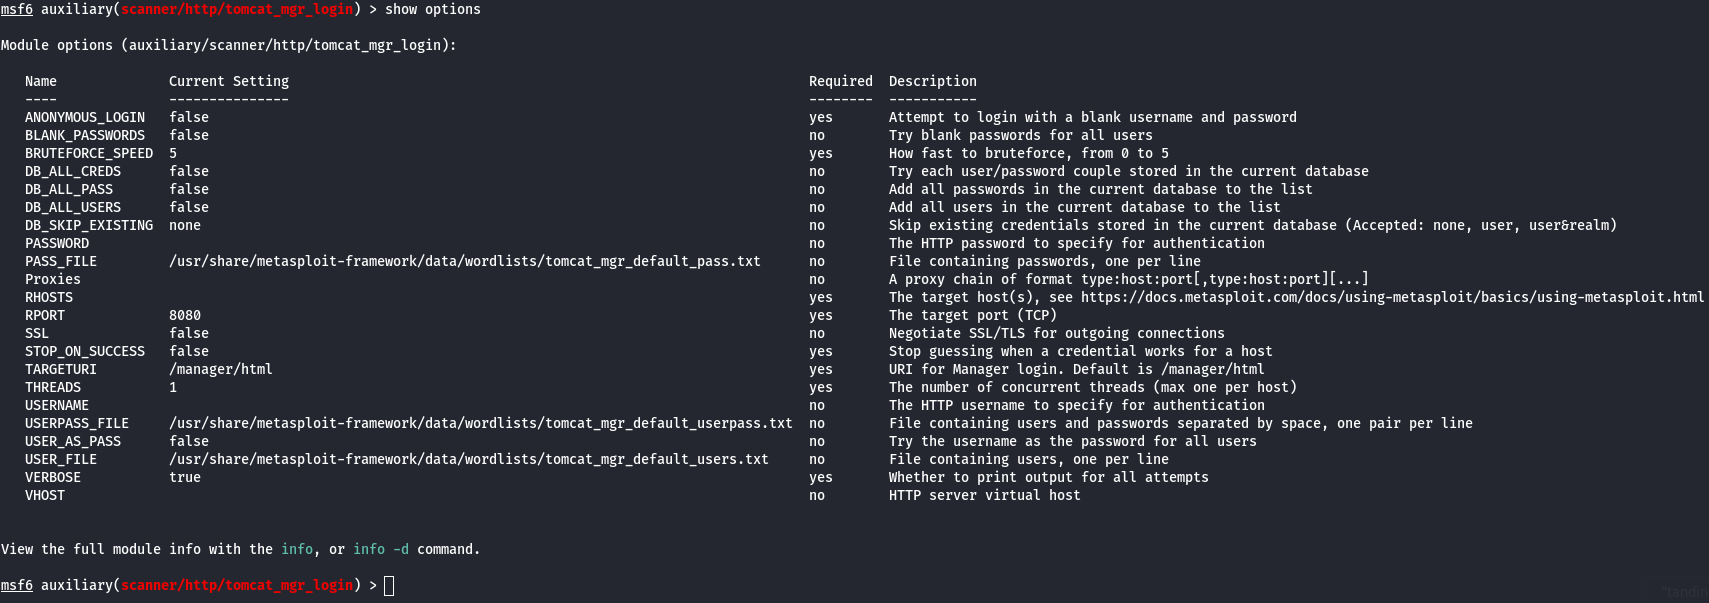 msf6 auxiliary(scanner/http/tomcat_mgr_login) > show options
Module options (auxiliary/scanner/http/tomcat_mgr_login):
Name Current Setting Required Description
---- --------------- -------- -----------
ANONYMOUS_LOGIN false yes Attempt to login with a blank username and password
BLANK_PASSWORDS false no Try blank passwords for all users
BRUTEFORCE_SPEED 5 yes How fast to bruteforce, from 0 to 5
DB_ALL_CREDS false no Try each user/password couple stored in the current database
DB_ALL_PASS false no Add all passwords in the current database to the list
DB_ALL_USERS false no Add all users in the current database to the list
DB_SKIP_EXISTING none no Skip existing credentials stored in the current database (Accepted: none, user, user&realm)
PASSWORD no The HTTP password to specify for authentication
PASS_FILE /usr/share/metasploit-framework/data/wordlists/tomcat_mgr_default_pass.txt no File containing passwords, one per line
Proxies no A proxy chain of format type:host:port[,type:host:port][...]
RHOSTS yes The target host(s), see https://docs.metasploit.com/docs/using-metasploit/basics/using-metasploit.html
RPORT 8080 yes The target port (TCP)
SSL false no Negotiate SSL/TLS for outgoing connections
STOP_ON_SUCCESS false yes Stop guessing when a credential works for a host
TARGETURI /manager/html yes URI for Manager login. Default is /manager/html
THREADS 1 yes The number of concurrent threads (max one per host)
USERNAME no The HTTP username to specify for authentication
USERPASS_FILE /usr/share/metasploit-framework/data/wordlists/tomcat_mgr_default_userpass.txt no File containing users and passwords separated by space, one pair per line
USER_AS_PASS false no Try the username as the password for all users
USER_FILE /usr/share/metasploit-framework/data/wordlists/tomcat_mgr_default_users.txt no File containing users, one per line
VERBOSE true yes Whether to print output for all attempts
VHOST no HTTP server virtual host
View the full module info with the info, or info -d command.
msf6 auxiliary(scanner/http/tomcat_mgr_login) >